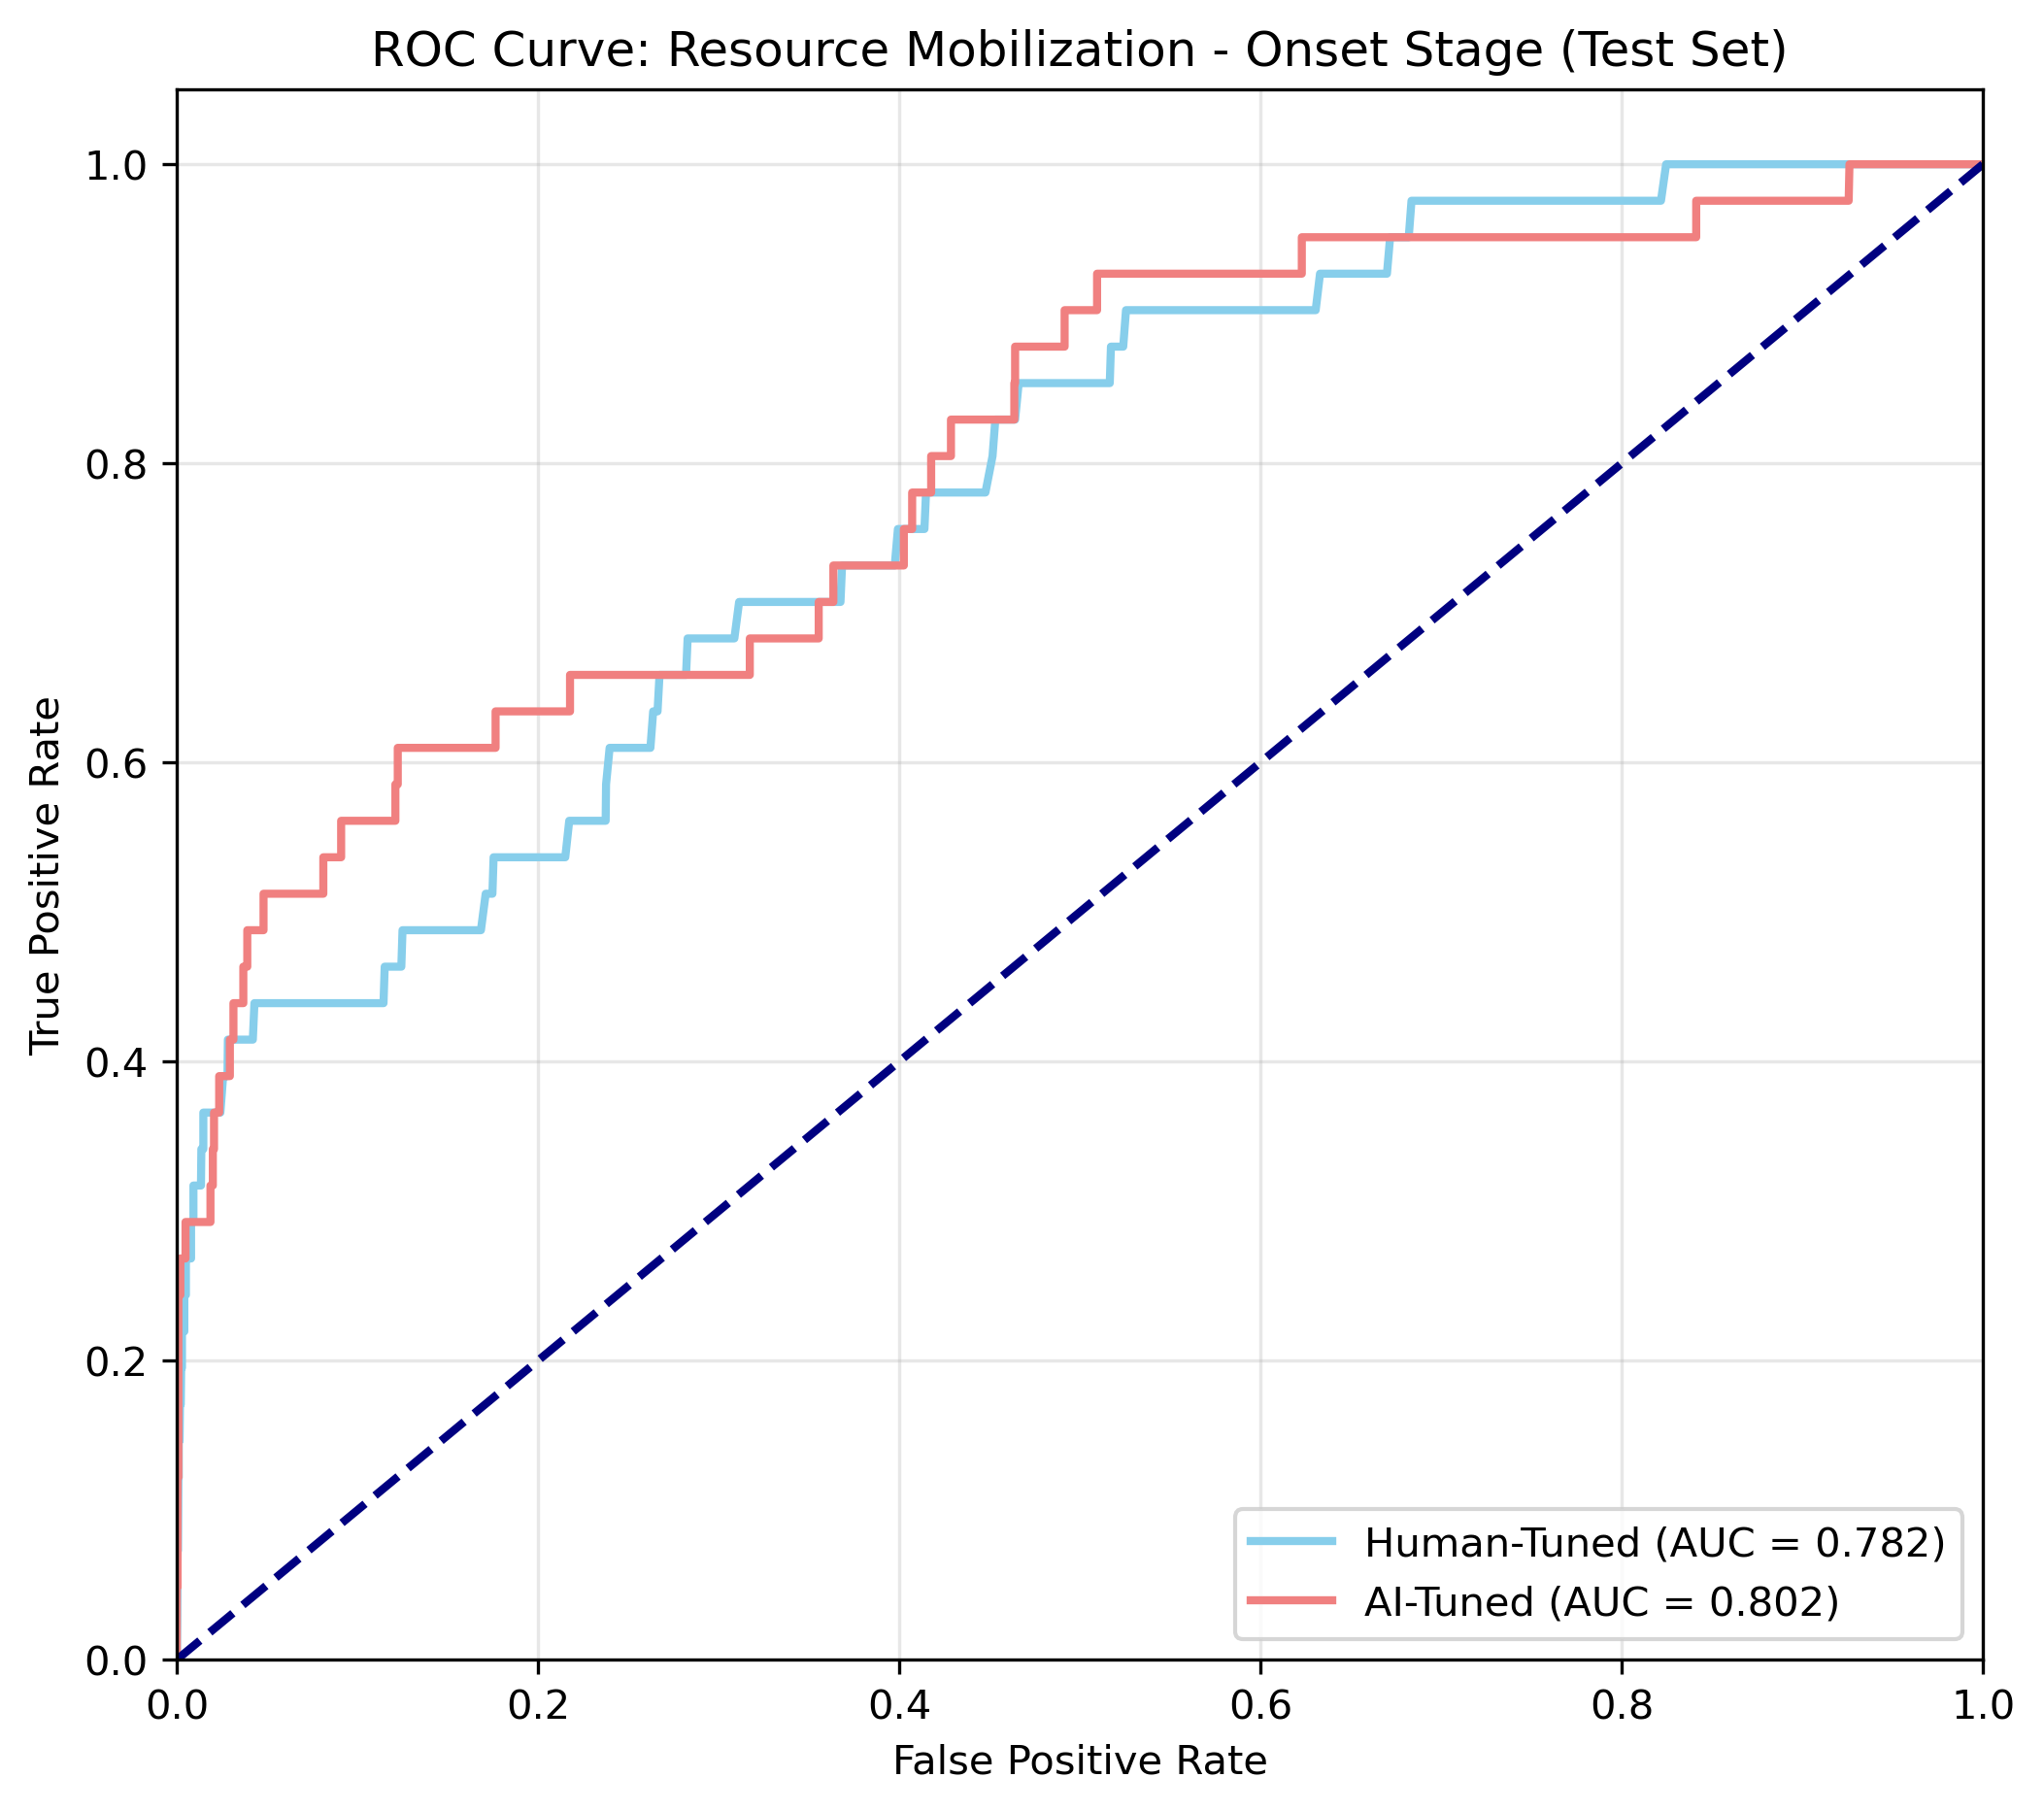 ROC Curve: Resource Mobilization - Onset Stage (Test Set)
True Positive Rate
1.0
0.8
0.6
0.4
0.2
0.0
0.0 0.2 0.4 0.6 0.8 1.0
False Positive Rate
Human-Tuned (AUC = 0.782)
AI-Tuned (AUC = 0.802)